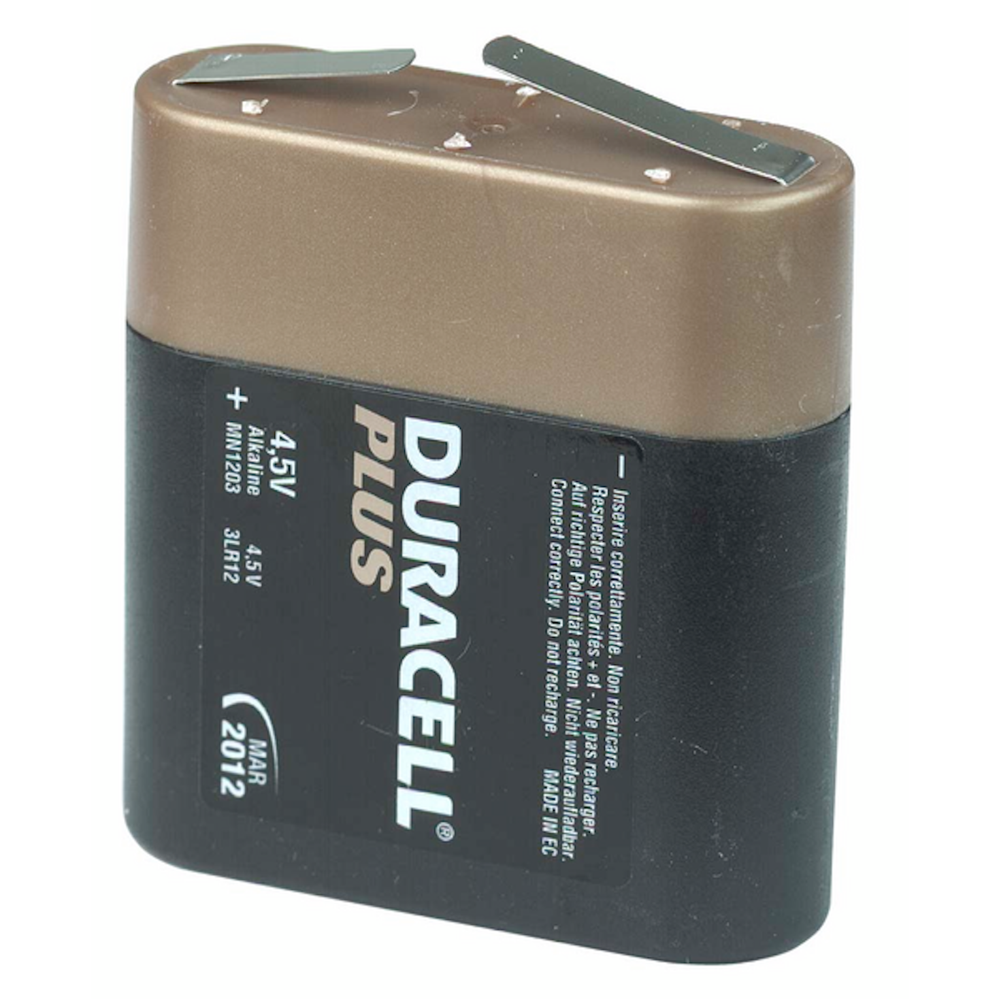 — Inserire correttamente. Non ricaricare.
Respecter les polarités + et -. Ne pas recharger.
Auf richtige Polarität achten. Nicht wiederaufladbar.
Connect correctly. Do not recharge. MADE IN EC
DURACELL®
PLUS
4,5V
Alkaline 4.5V
+ MN1203 3LR12
MAR
2012